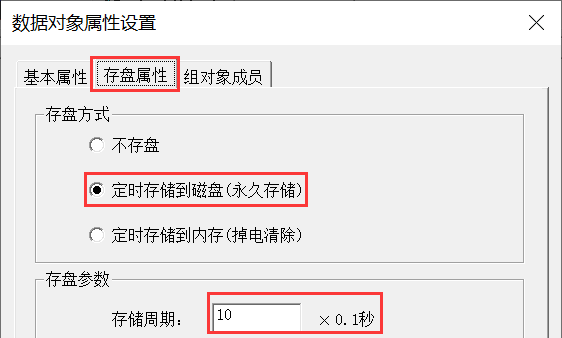 数据对象属性设置
基本属性 存盘属性 组对象成员
存盘方式
不存盘
定时存储到磁盘(永久存储)
定时存储到内存(掉电清除)
存盘参数
存储周期： 10 ×0.1秒